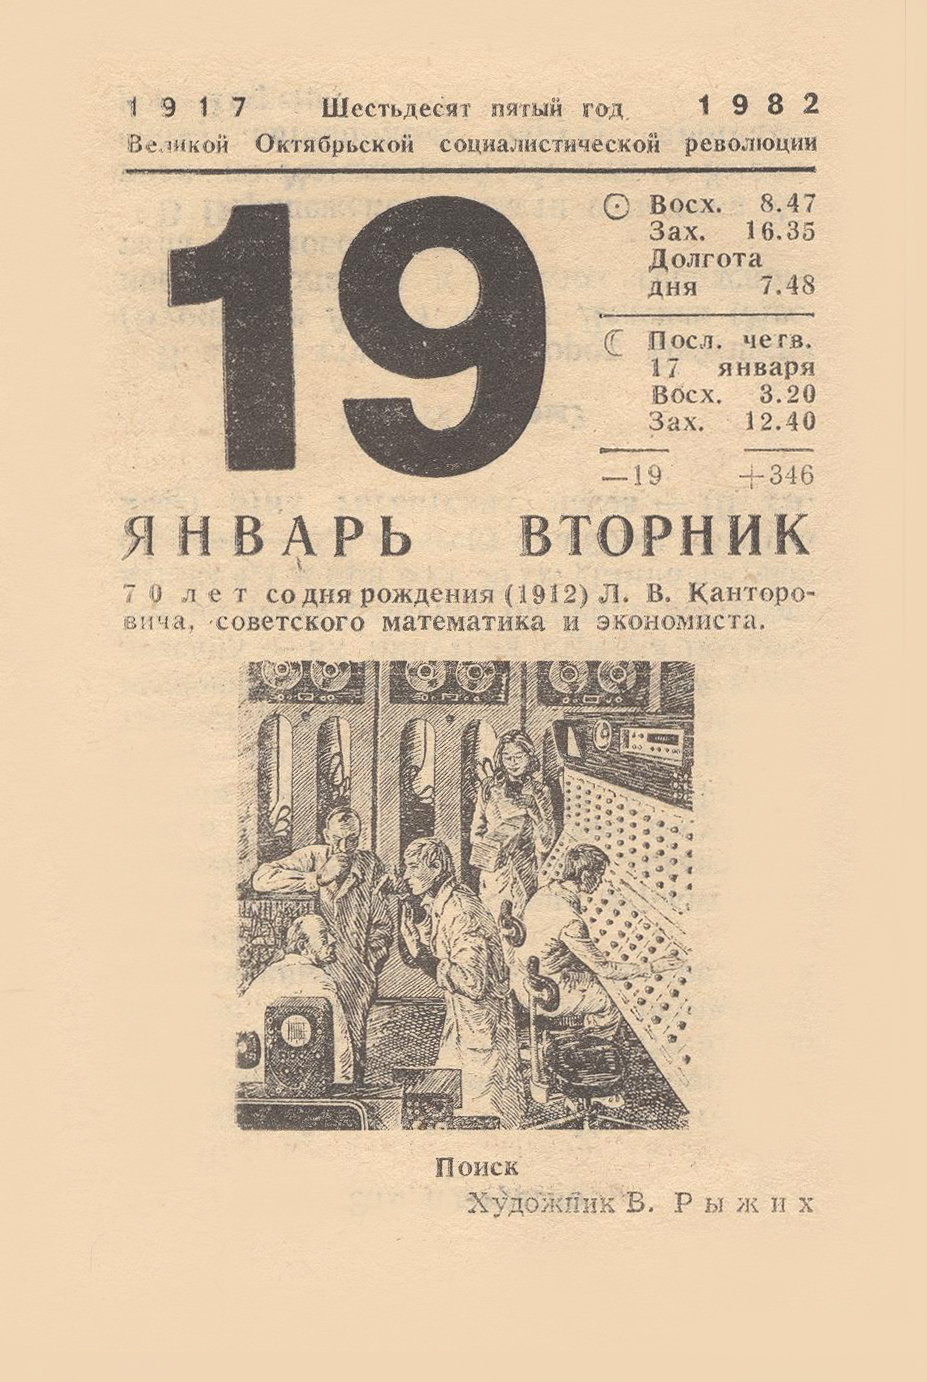 1917 Шестьдесят пятый год 1982
Великой Октябрьской социалистической революции
19
Восх. 8.47
Зах. 16.35
Долгота
дня 7.48
Посл. четв.
17 января
Восх. 3.20
Зах. 12.40
—19 +346
ЯНВАРЬ ВТОРНИК
70 лет со дня рождения (1912) Л. В. Канторо-
вича, советского математика и экономиста.
Поиск
Художник В. Рыжих